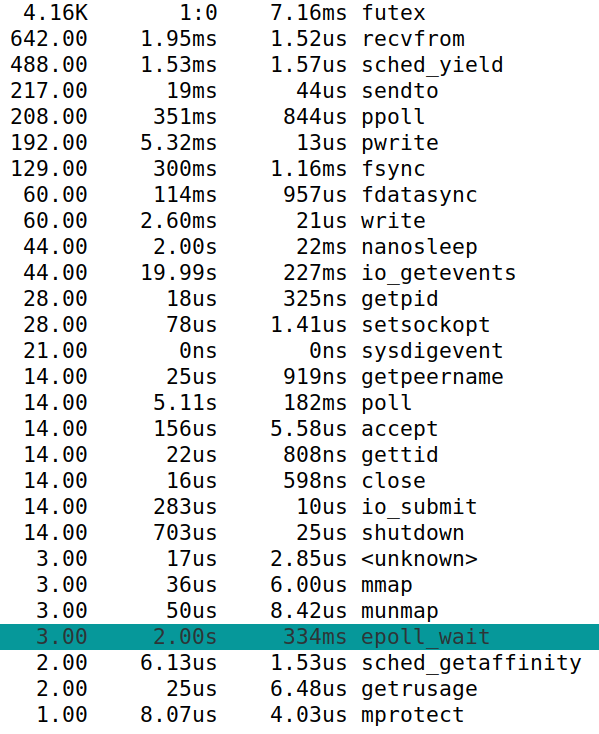 4.16K 1:0 7.16ms futex
642.00 1.95ms 1.52us recvfrom
488.00 1.53ms 1.57us sched_yield
217.00 19ms 44us sendto
208.00 351ms 844us ppoll
192.00 5.32ms 13us pwrite
129.00 300ms 1.16ms fsync
60.00 114ms 957us fdatasync
60.00 2.60ms 21us write
44.00 2.00s 22ms nanosleep
44.00 19.99s 227ms io_getevents
28.00 18us 325ns getpid
28.00 78us 1.41us setsockopt
21.00 0ns 0ns sysdigevent
14.00 25us 919ns getpeername
14.00 5.11s 182ms poll
14.00 156us 5.58us accept
14.00 22us 808ns gettid
14.00 16us 598ns close
14.00 283us 10us io_submit
14.00 703us 25us shutdown
3.00 17us 2.85us <unknown>
3.00 36us 6.00us mmap
3.00 50us 8.42us munmap
3.00 2.00s 334ms epoll_wait
2.00 6.13us 1.53us sched_getaffinity
2.00 25us 6.48us getrusage
1.00 8.07us 4.03us mprotect